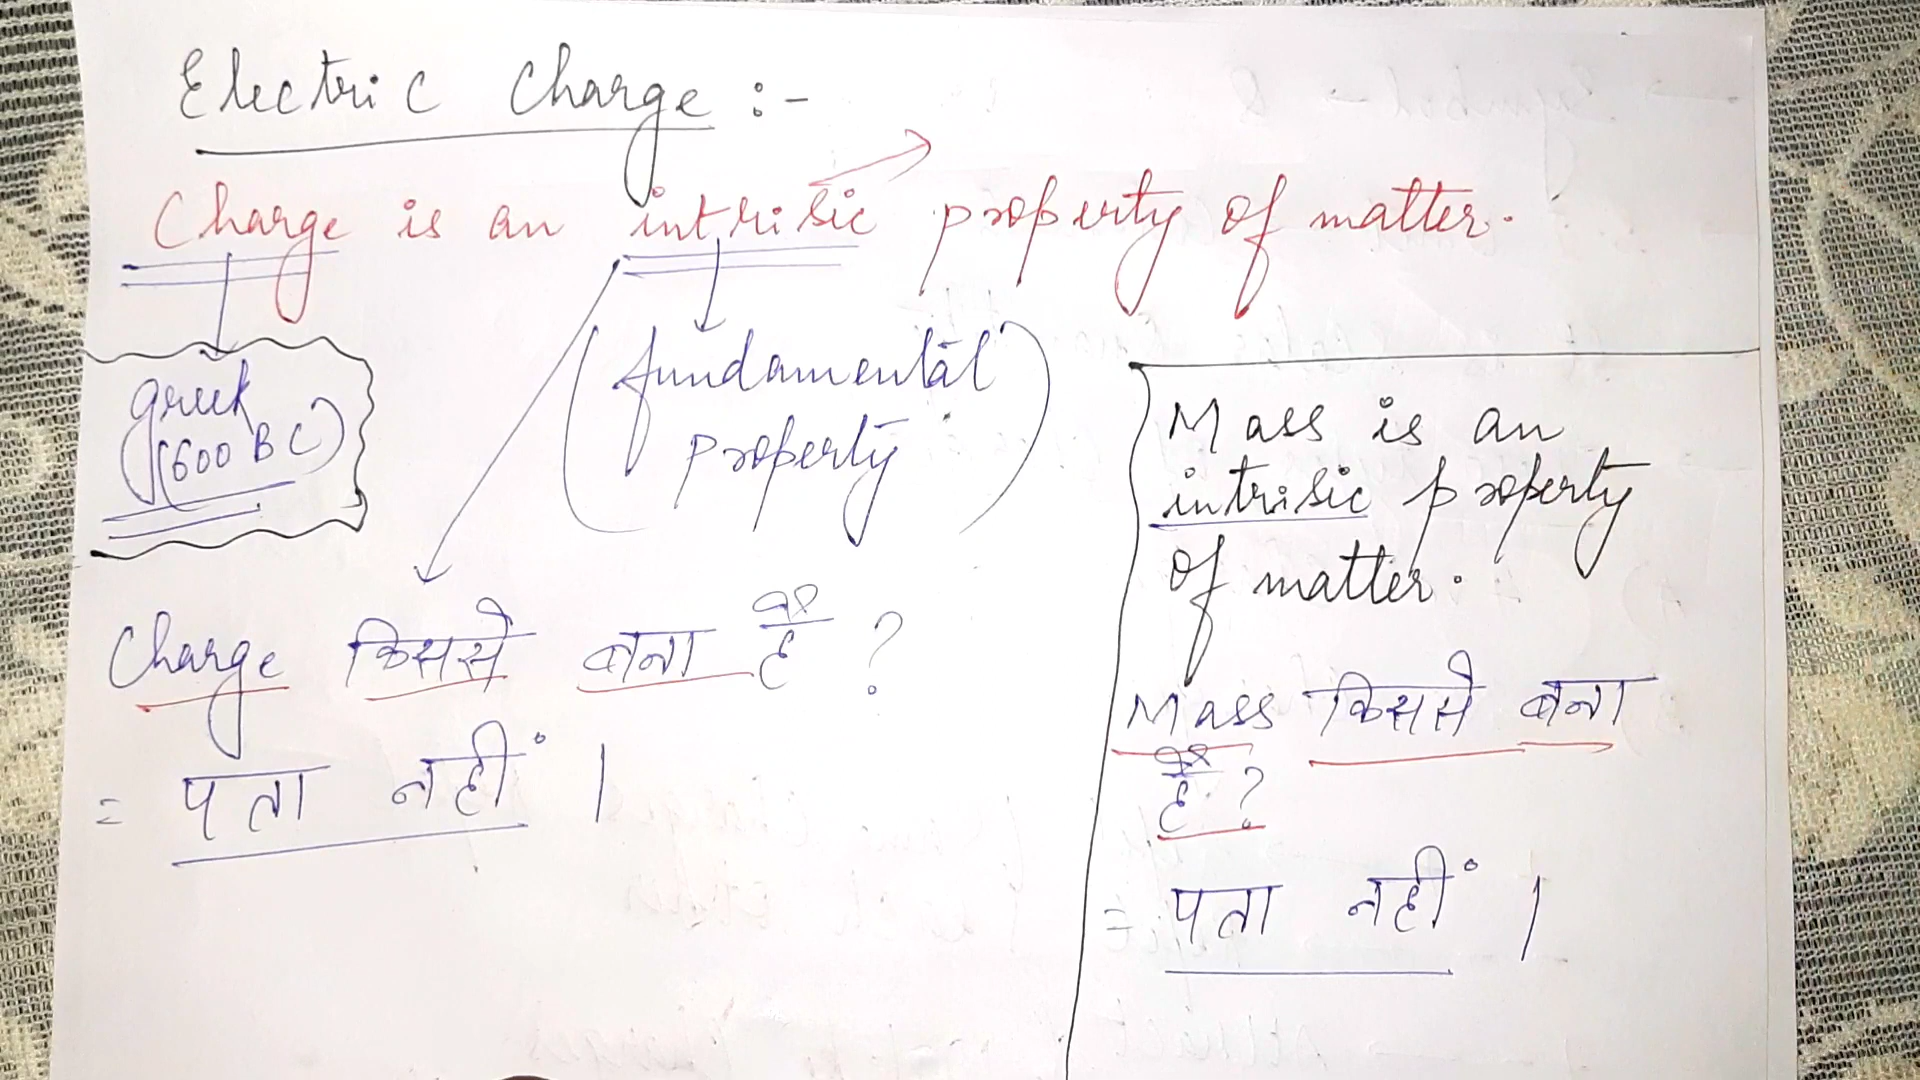 Electric Charge :-
Charge is an intrisic property of matter.
greek
(600 BC)
(fundamental
property)
Charge किससे बना है ?
= पता नहीं ।
Mass is an
intrisic property
of matter.
Mass किससे बना
है ?
= पता नहीं ।